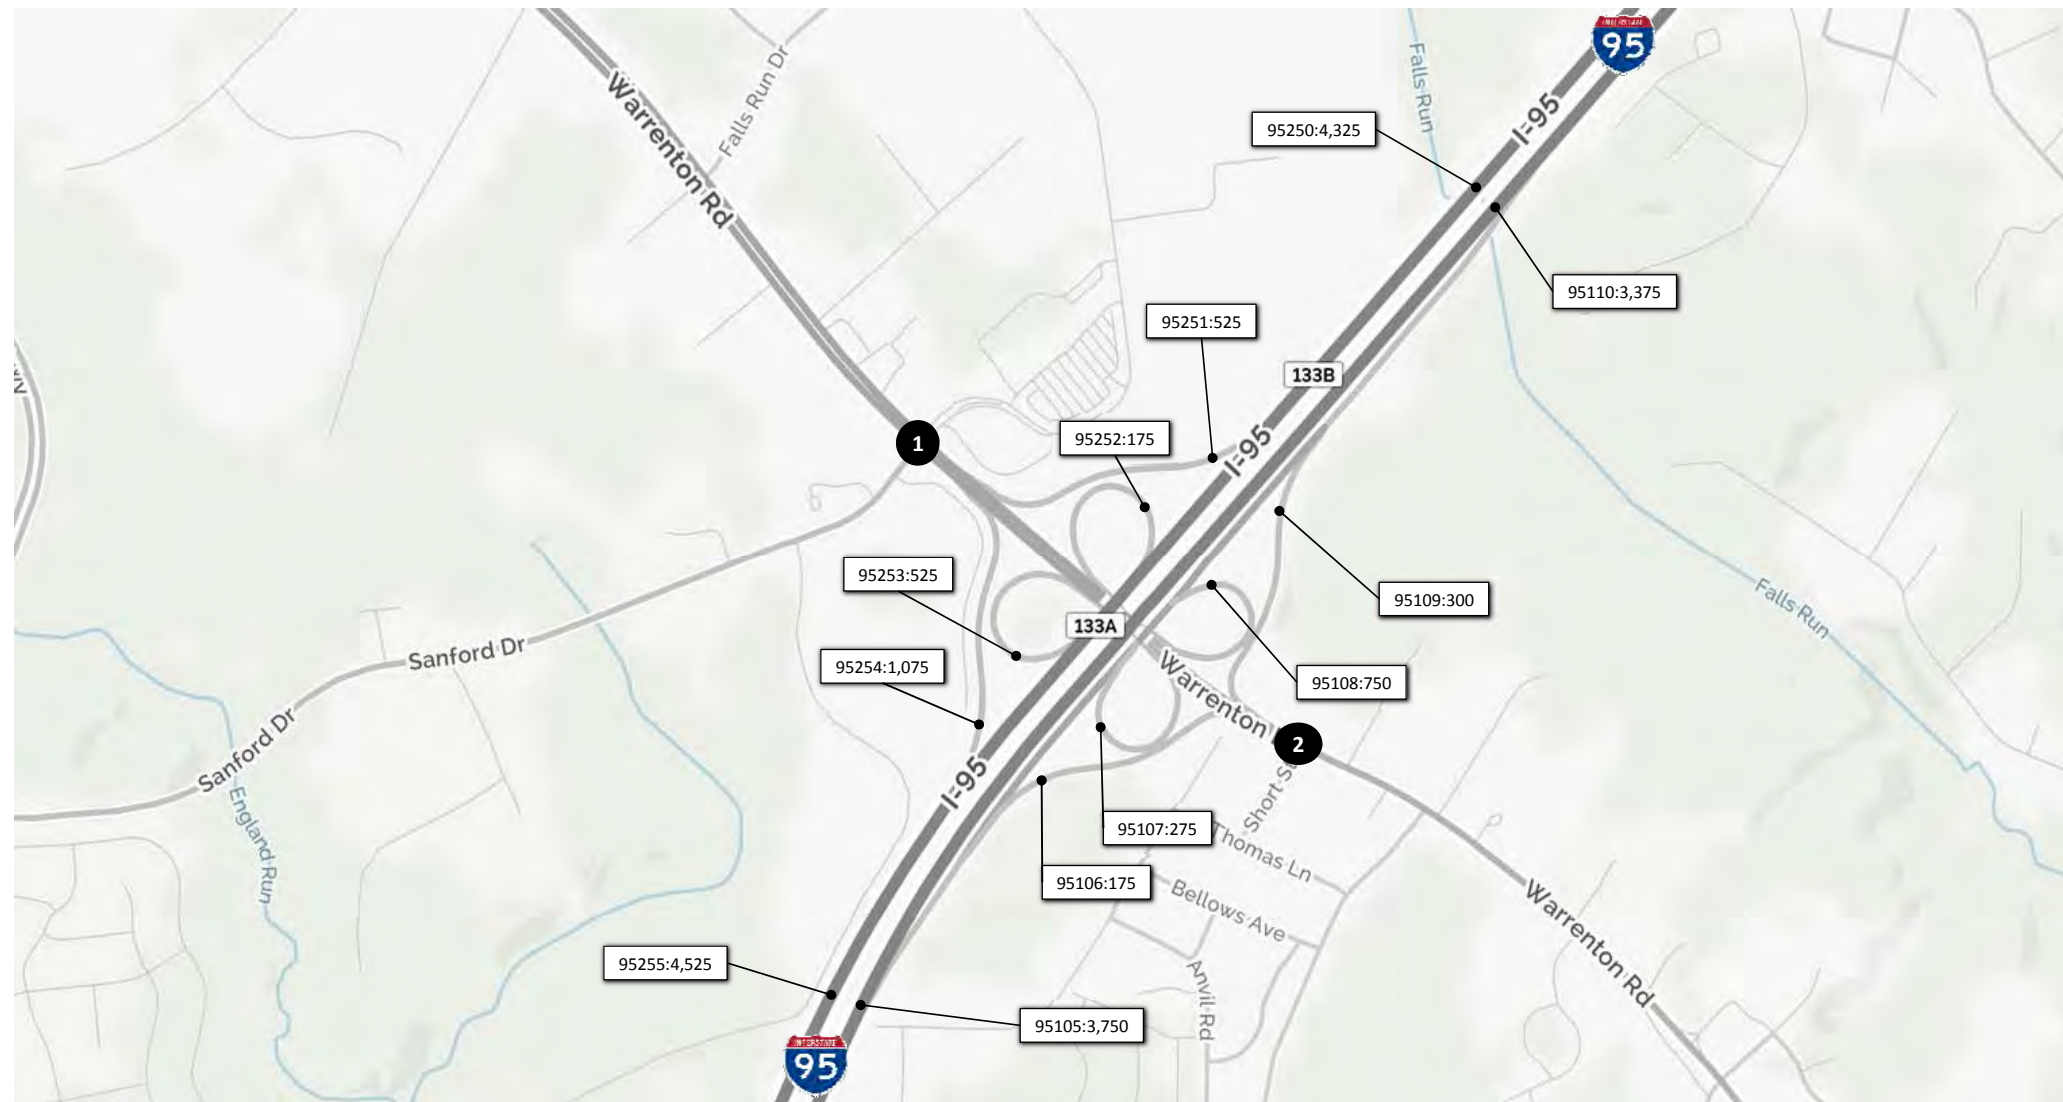 INTERSTATE
95
Falls Run Dr
Falls Run
Warrenton Rd
I-95
95250:4,325
95110:3,375
95251:525
133B
95252:175
1
I-95
95253:525
95109:300
133A
Falls Run
Sanford Dr
95254:1,075
Warrenton
95108:750
2
Sanford Dr
I-95
Short St
England Run
95107:275
Thomas Ln
95106:175
Bellows Ave
Warrenton Rd
95255:4,525
Anvil Rd
95105:3,750
INTERSTATE
95